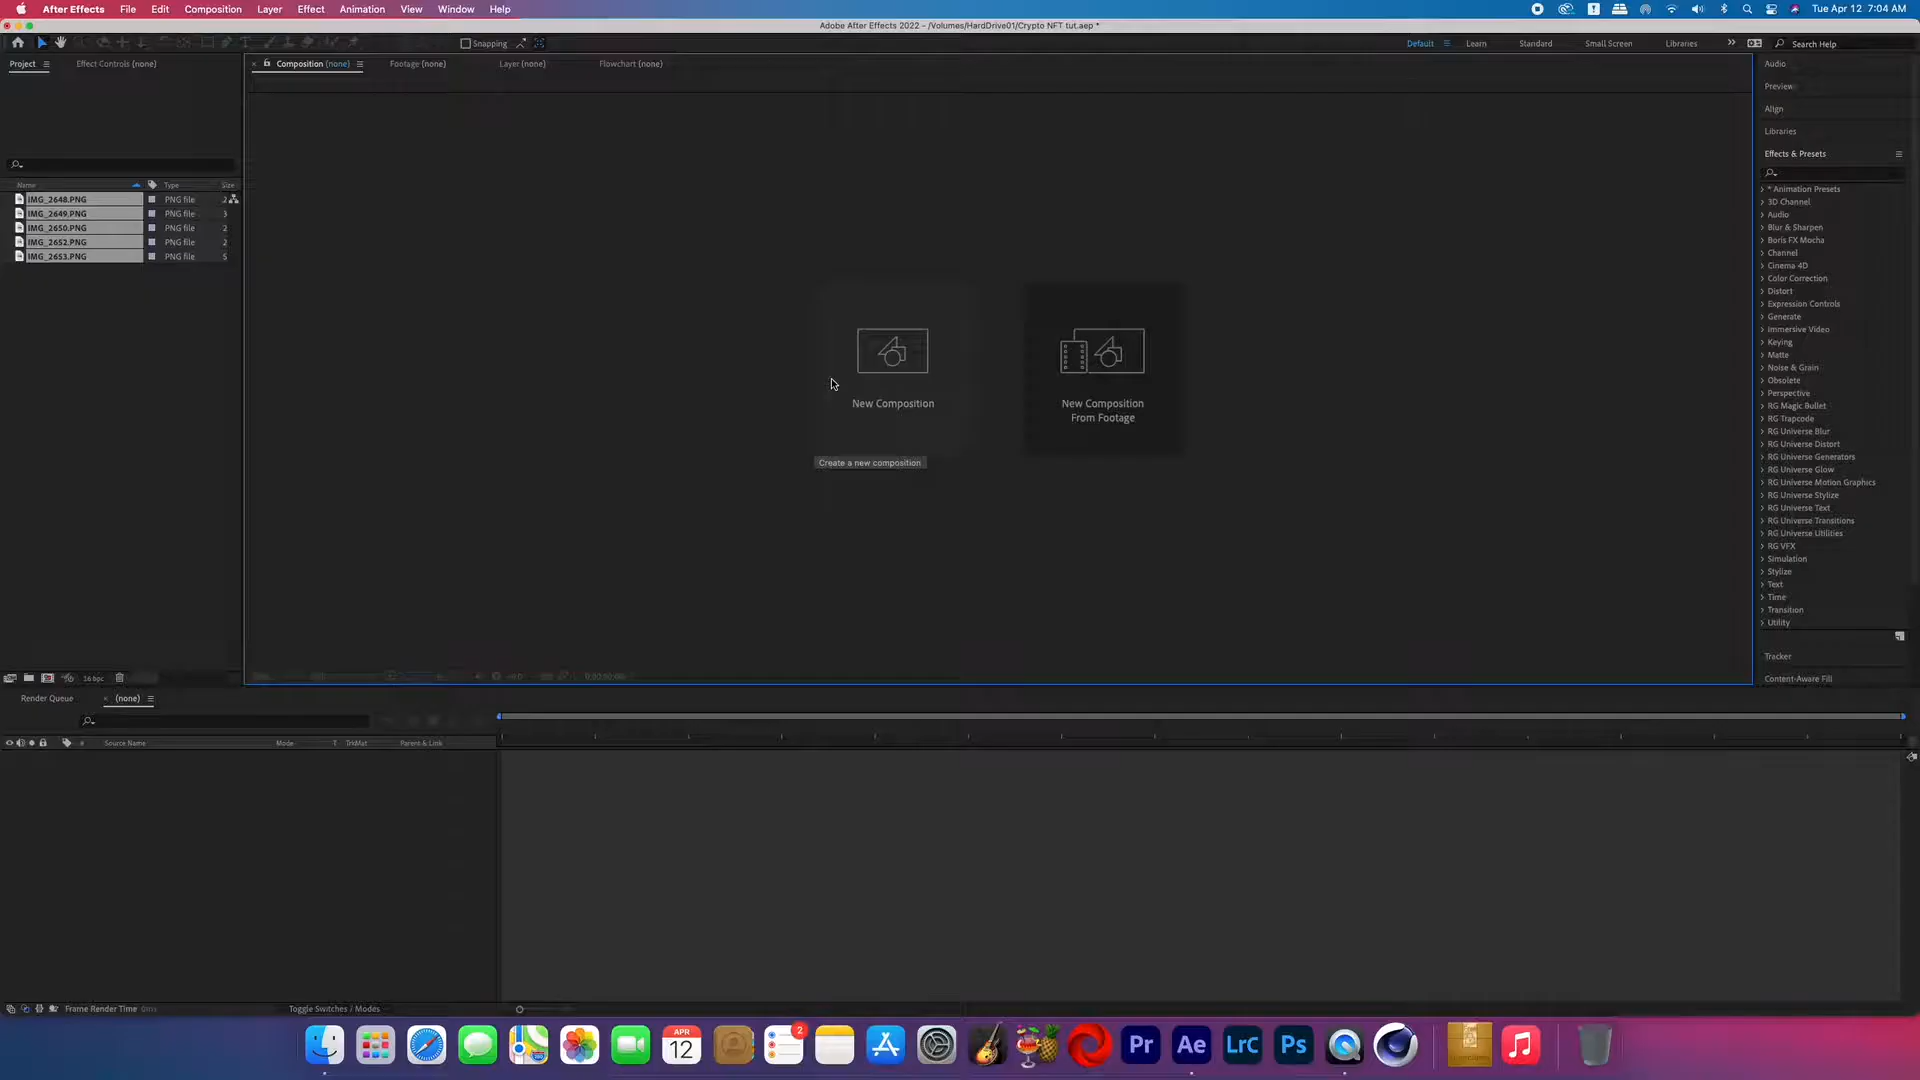 After Effects File Edit Composition Layer Effect Animation View Window Help Tue Apr 12 7:04 AM
Adobe After Effects 2022 – /Volumes/HardDrive01/Crypto NFT tut.aep *
Snapping Default Learn Standard Small Screen Libraries Search Help
Project Effect Controls (none) Composition (none) Footage (none) Layer (none) Flowchart (none)
Name Type Size
IMG_2648.PNG PNG file 2
IMG_2649.PNG PNG file 3
IMG_2650.PNG PNG file 2
IMG_2652.PNG PNG file 2
IMG_2653.PNG PNG file 5
New Composition
New Composition
From Footage
Create a new composition
Audio
Preview
Align
Libraries
Effects & Presets
* Animation Presets
3D Channel
Audio
Blur & Sharpen
Boris FX Mocha
Channel
Cinema 4D
Color Correction
Distort
Expression Controls
Generate
Immersive Video
Keying
Matte
Noise & Grain
Obsolete
Perspective
RG Magic Bullet
RG Trapcode
RG Universe Blur
RG Universe Distort
RG Universe Generators
RG Universe Glow
RG Universe Motion Graphics
RG Universe Stylize
RG Universe Text
RG Universe Transitions
RG Universe Utilities
RG VFX
Simulation
Stylize
Text
Time
Transition
Utility
Tracker
Content-Aware Fill
16 bpc
Render Queue (none)
# Source Name Mode T TrkMat Parent & Link
Frame Render Time 0ms Toggle Switches / Modes
APR
12
2
Pr Ae LrC Ps